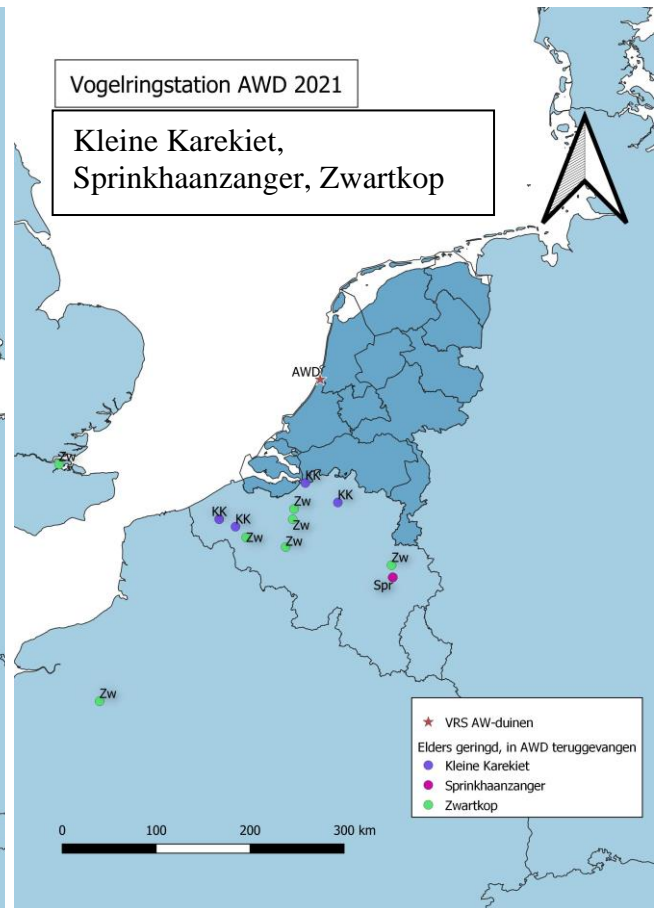 Vogelringstation AWD 2021
Kleine Karekiet,
Sprinkhaanzanger, Zwartkop
AWD
Zw
KK
KK
Zw
KK
KK
Zw
Zw
Zw
Zw
Spr
Zw
VRS AW-duinen
Elders geringd, in AWD teruggevangen
Kleine Karekiet
Sprinkhaanzanger
Zwartkop
0 100 200 300 km